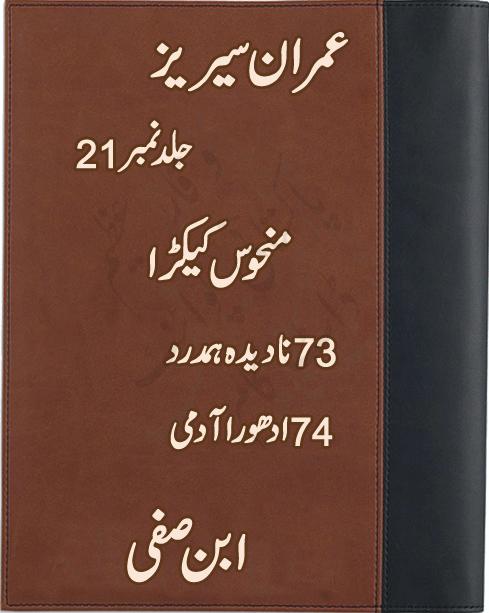 عمران سیریز
جلد نمبر 21
منحوس کیکڑا
73 نادیدہ ہمدرد
74 ادھورا آدمی
ابن صفی